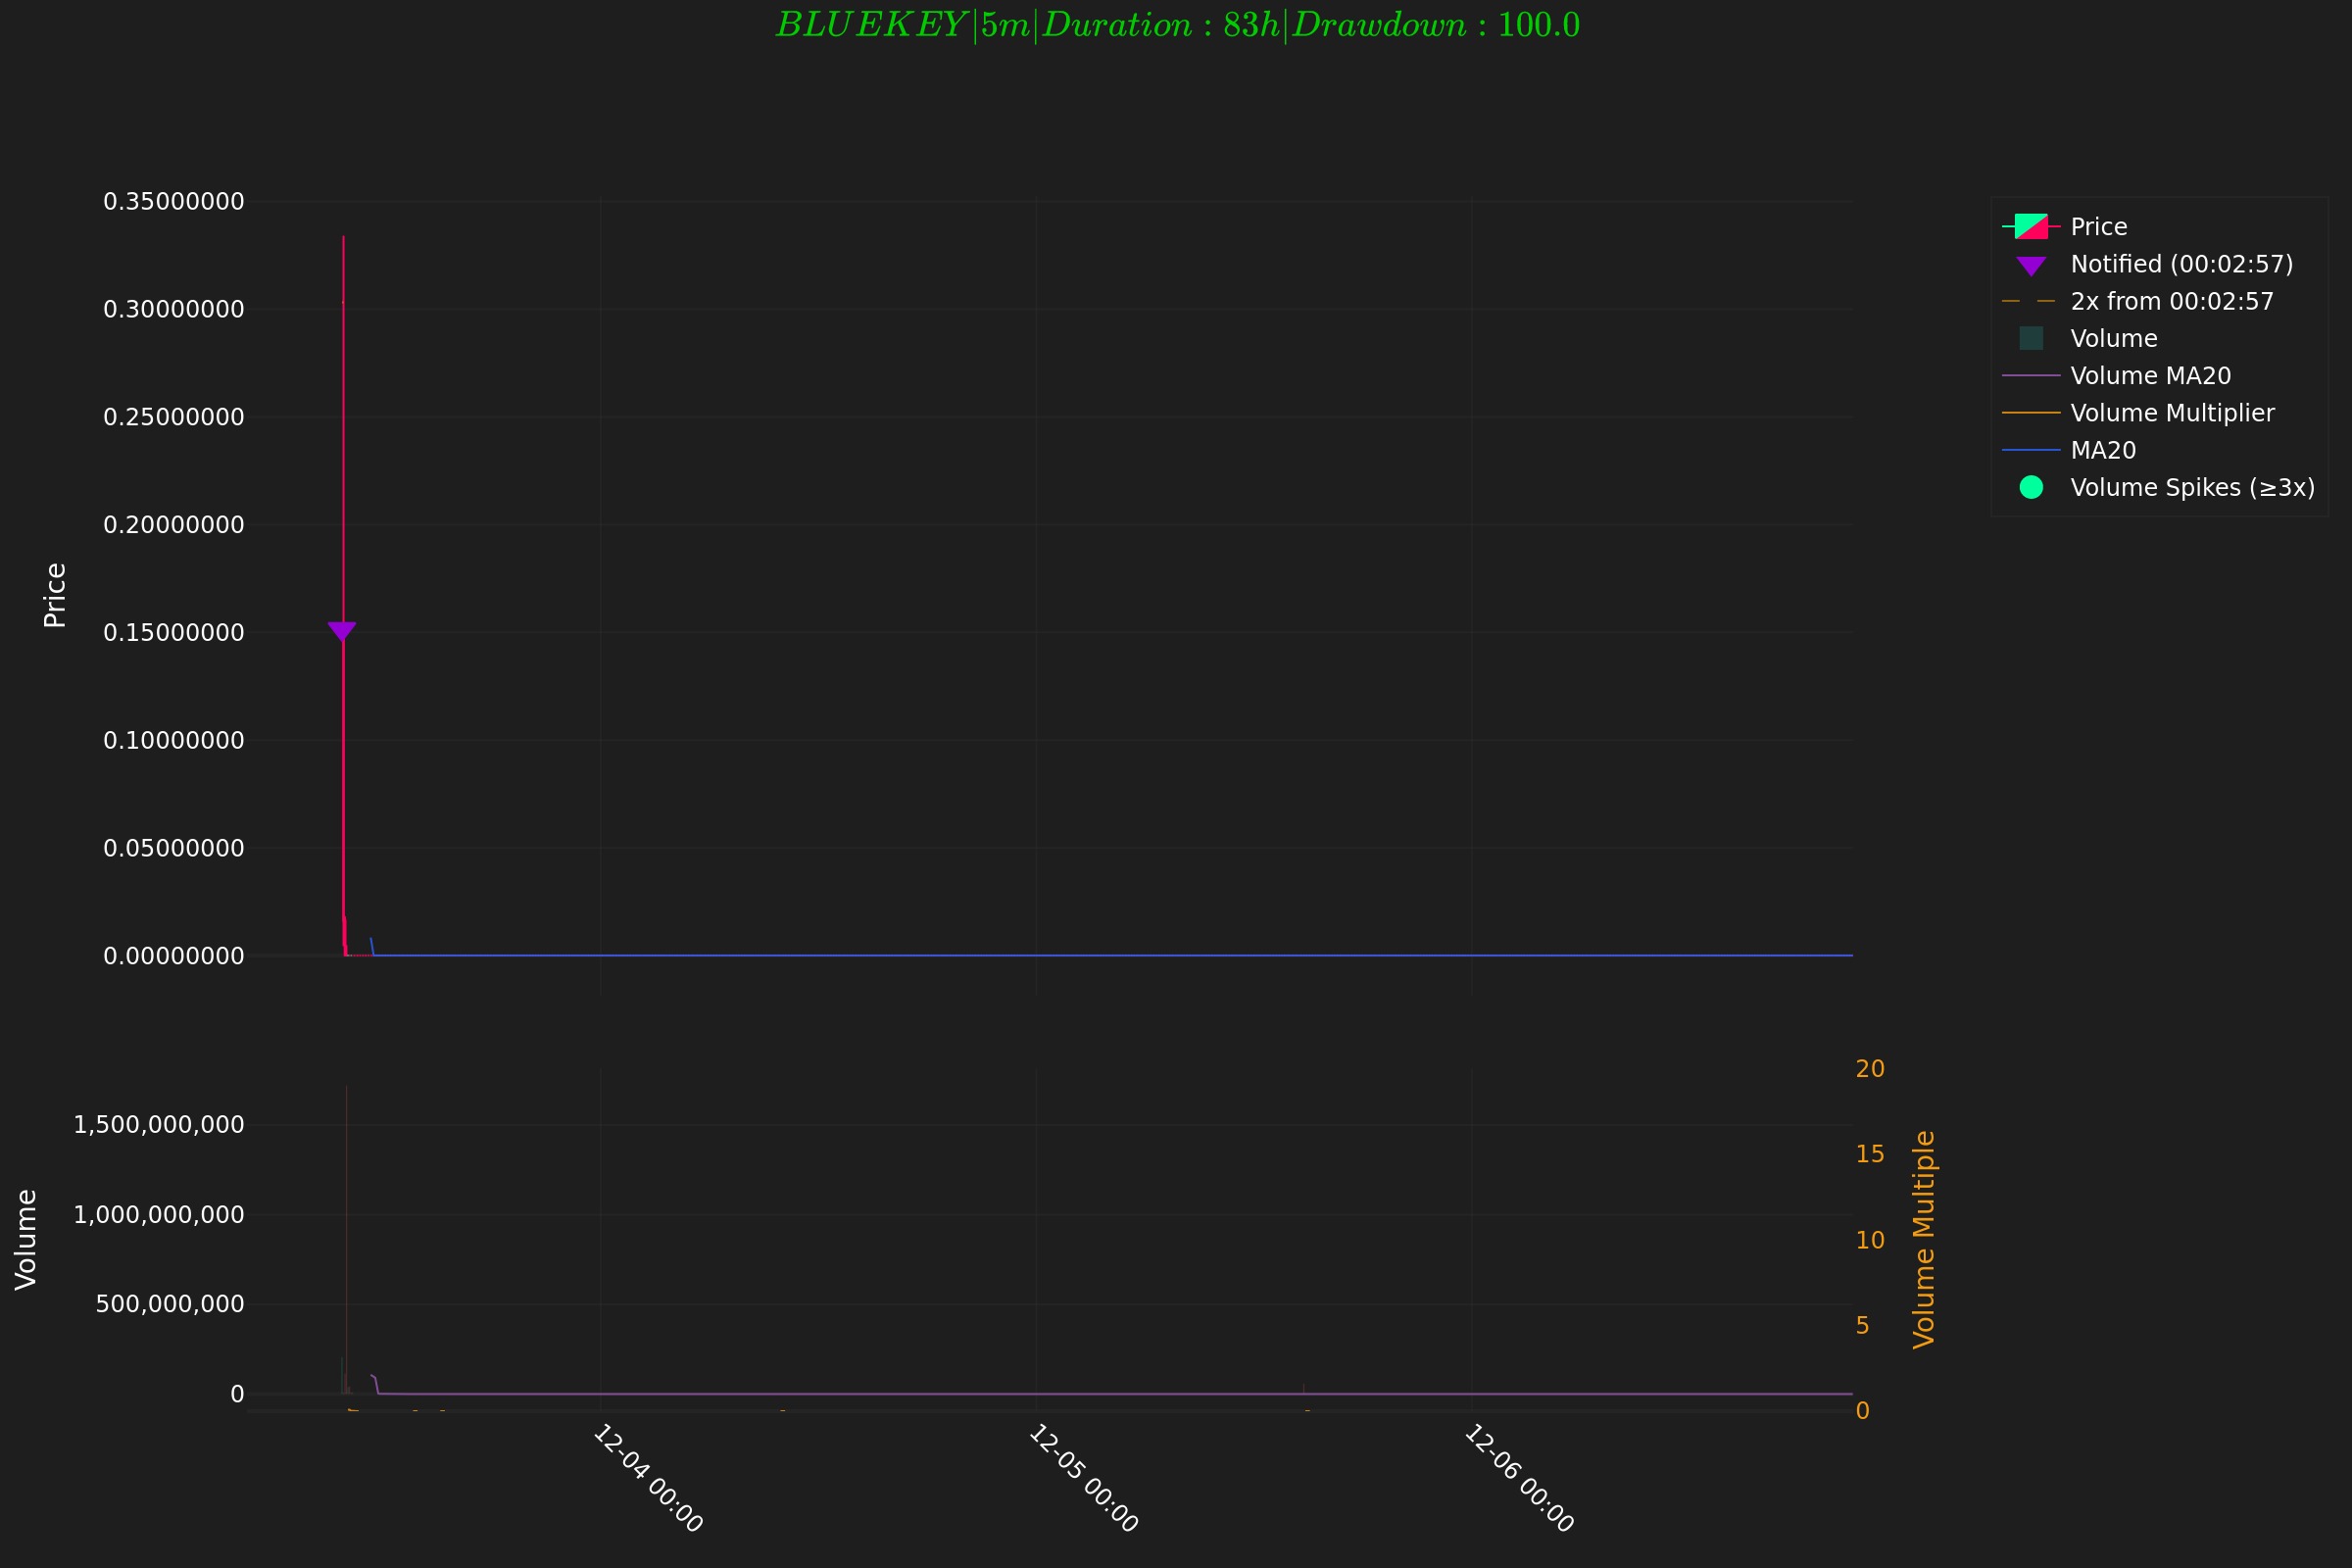 BLUEKEY|5m|Duration : 83h|Drawdown : 100.0
0.35000000
0.30000000
0.25000000
0.20000000
0.15000000
0.10000000
0.05000000
0.00000000
Price
Price
Notified (00:02:57)
2x from 00:02:57
Volume
Volume MA20
Volume Multiplier
MA20
Volume Spikes (≥3x)
1,500,000,000
1,000,000,000
500,000,000
0
Volume
20
15
10
5
0
Volume Multiple
12-04 00:00
12-05 00:00
12-06 00:00